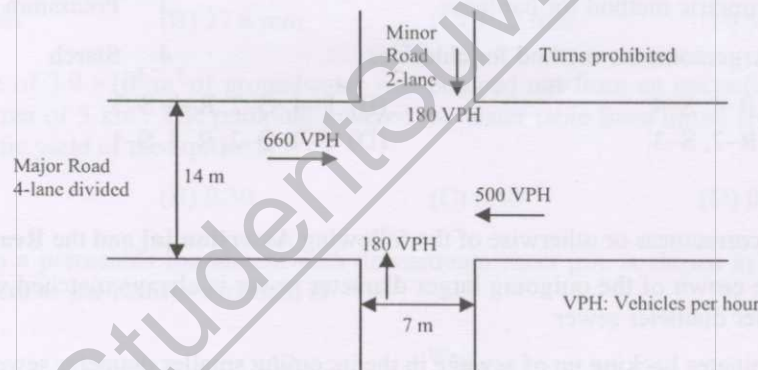 Minor
Road
2-lane
Turns prohibited
180 VPH
660 VPH
Major Road
4-lane divided
14 m
500 VPH
180 VPH
VPH: Vehicles per hour
7 m
StudentSuv